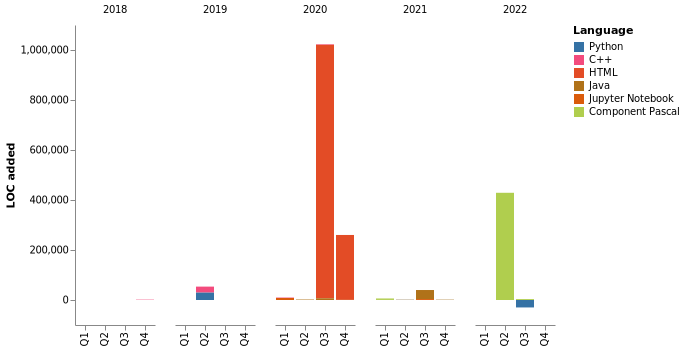 2018 2019 2020 2021 2022
Language
Python
C++
HTML
Java
Jupyter Notebook
Component Pascal
LOC added
1,000,000
800,000
600,000
400,000
200,000
0
Q1 Q2 Q3 Q4 Q1 Q2 Q3 Q4 Q1 Q2 Q3 Q4 Q1 Q2 Q3 Q4 Q1 Q2 Q3 Q4